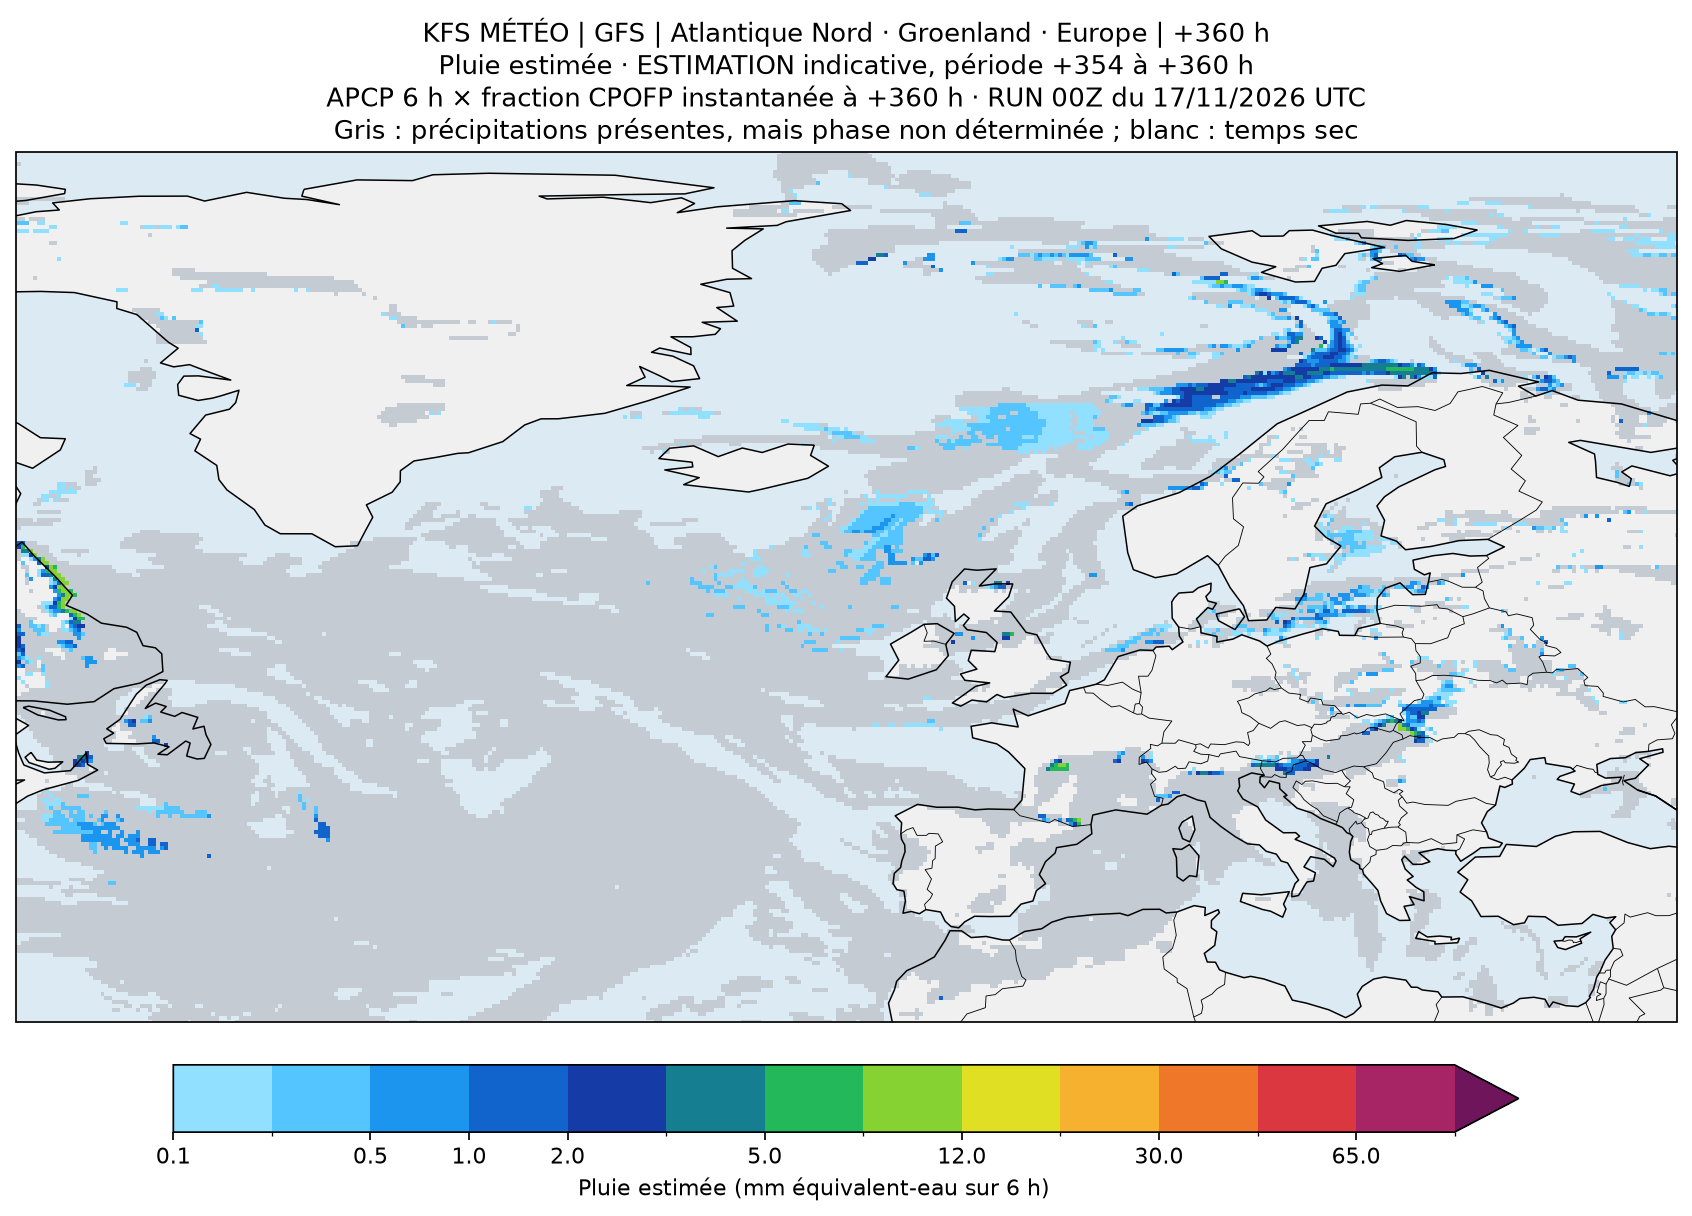 KFS MÉTÉO | GFS | Atlantique Nord · Groenland · Europe | +360 h
Pluie estimée · ESTIMATION indicative, période +354 à +360 h
APCP 6 h × fraction CPOFP instantanée à +360 h · RUN 00Z du 17/11/2026 UTC
Gris : précipitations présentes, mais phase non déterminée ; blanc : temps sec
0.1 0.5 1.0 2.0 5.0 12.0 30.0 65.0
Pluie estimée (mm équivalent-eau sur 6 h)